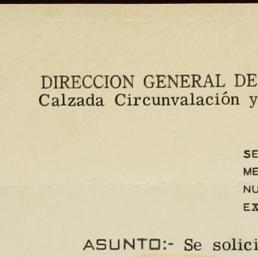 DIRECCION GENERAL DE
Calzada Circunvalación y
SE
ME
NU
EX
ASUNTO:- Se solici